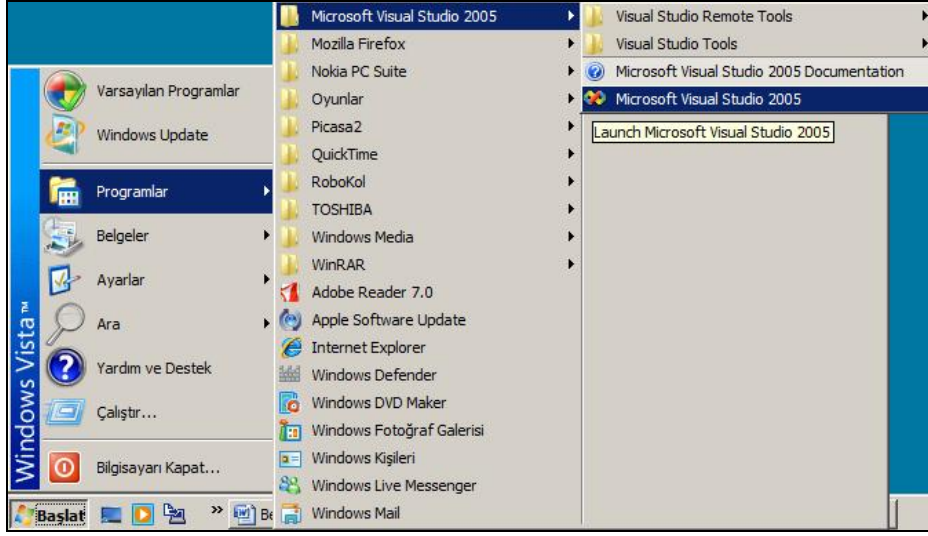 Windows Vista™
Varsayılan Programlar
Windows Update
Programlar
Belgeler
Ayarlar
Ara
Yardım ve Destek
Çalıştır...
Bilgisayarı Kapat...
Başlat
»
Be
Microsoft Visual Studio 2005
Mozilla Firefox
Nokia PC Suite
Oyunlar
Picasa2
QuickTime
RoboKol
TOSHIBA
Windows Media
WinRAR
Adobe Reader 7.0
Apple Software Update
Internet Explorer
Windows Defender
Windows DVD Maker
Windows Fotoğraf Galerisi
Windows Kişileri
Windows Live Messenger
Windows Mail
Visual Studio Remote Tools
Visual Studio Tools
Microsoft Visual Studio 2005 Documentation
Microsoft Visual Studio 2005
Launch Microsoft Visual Studio 2005